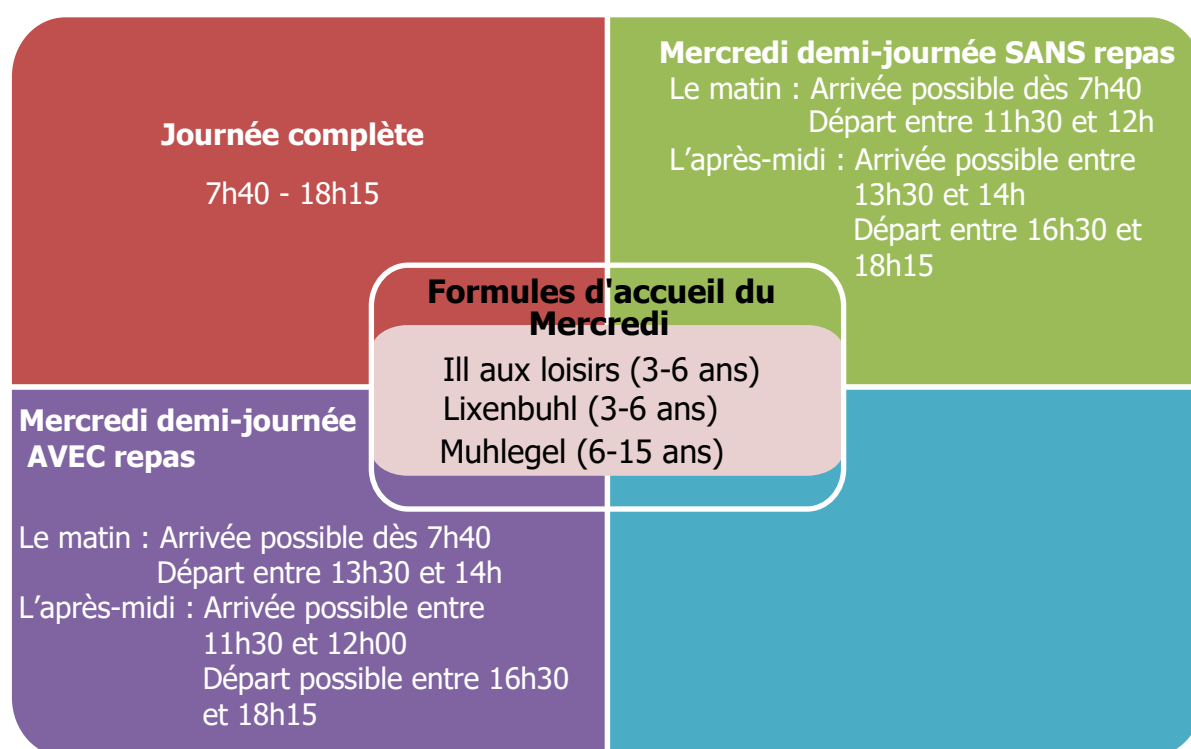 Journée complète
7h40 - 18h15
Mercredi demi-journée SANS repas
Le matin : Arrivée possible dès 7h40
Départ entre 11h30 et 12h
L'après-midi : Arrivée possible entre
13h30 et 14h
Départ entre 16h30 et
18h15
Formules d'accueil du
Mercredi
Ill aux loisirs (3-6 ans)
Lixenbuhl (3-6 ans)
Muhlegel (6-15 ans)
Mercredi demi-journée
AVEC repas
Le matin : Arrivée possible dès 7h40
Départ entre 13h30 et 14h
L'après-midi : Arrivée possible entre
11h30 et 12h00
Départ possible entre 16h30
et 18h15